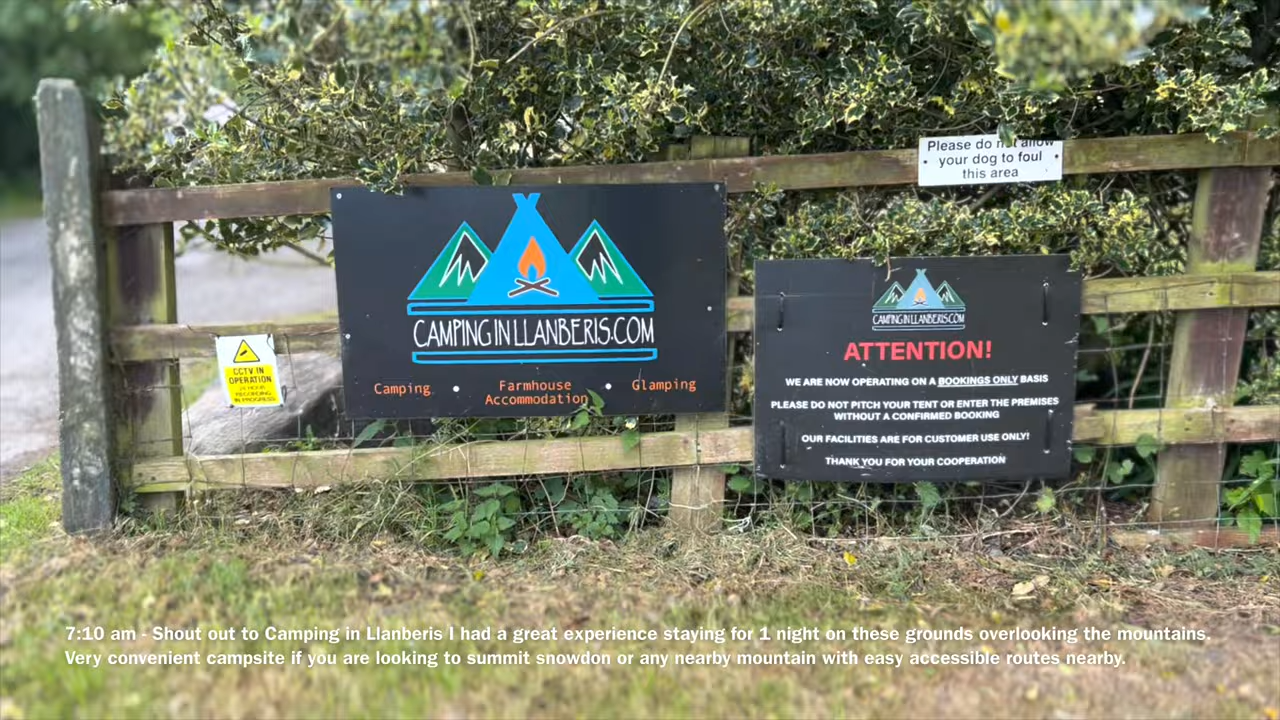 Please do not allow
your dog to foul
this area
CAMPINGINLLANBERIS.COM
Camping • Farmhouse Accommodation • Glamping
CCTV IN
OPERATION
24 HOUR
RECORDING
IN PROGRESS
CAMPINGINLLANBERIS.COM
ATTENTION!
WE ARE NOW OPERATING ON A BOOKINGS ONLY BASIS
PLEASE DO NOT PITCH YOUR TENT OR ENTER THE PREMISES
WITHOUT A CONFIRMED BOOKING
OUR FACILITIES ARE FOR CUSTOMER USE ONLY!
THANK YOU FOR YOUR COOPERATION
7:10 am - Shout out to Camping in Llanberis I had a great experience staying for 1 night on these grounds overlooking the mountains.
Very convenient campsite if you are looking to summit snowdon or any nearby mountain with easy accessible routes nearby.